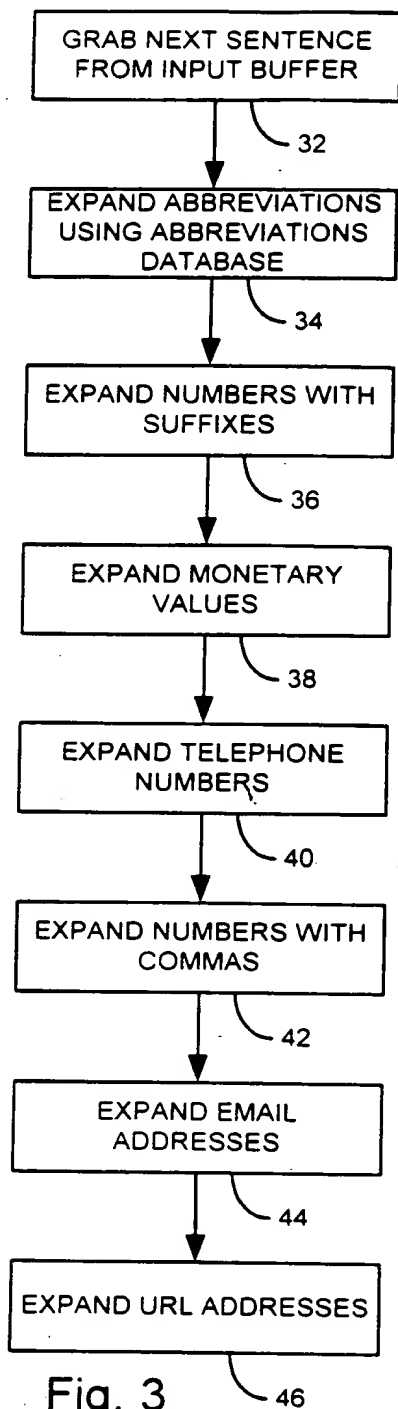 GRAB NEXT SENTENCE
FROM INPUT BUFFER
32
EXPAND ABBREVIATIONS
USING ABBREVIATIONS
DATABASE
34
EXPAND NUMBERS WITH
SUFFIXES
36
EXPAND MONETARY
VALUES
38
EXPAND TELEPHONE
NUMBERS
40
EXPAND NUMBERS WITH
COMMAS
42
EXPAND EMAIL
ADDRESSES
44
EXPAND URL ADDRESSES
46
Fig. 3